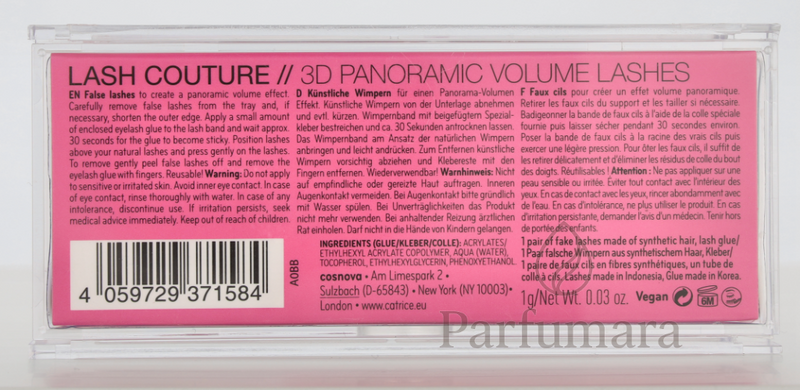 LASH COUTURE // 3D PANORAMIC VOLUME LASHES
EN False lashes to create a panoramic volume effect.
Carefully remove false lashes from the tray and, if
necessary, shorten the outer edge. Apply a small amount
of enclosed eyelash glue to the lash band and wait approx.
30 seconds for the glue to become sticky. Position lashes
above your natural lashes and press gently on the lashes.
To remove gently peel false lashes off and remove the
eyelash glue with fingers. Reusable! Warning: Do not apply
to sensitive or irritated skin. Avoid inner eye contact. In case
of eye contact, rinse thoroughly with water. In case of any
intolerance, discontinue use. If irritation persists, seek
medical advice immediately. Keep out of reach of children.
D Künstliche Wimpern für einen Panorama-Volumen
Effekt. Künstliche Wimpern von der Unterlage abnehmen
und evtl. kürzen. Wimpernband mit beigefügtem Spezial-
kleber bestreichen und ca. 30 Sekunden antrocknen lassen.
Das Wimpernband am Ansatz der natürlichen Wimpern
anbringen und leicht andrücken. Zum Entfernen künstliche
Wimpern vorsichtig abziehen und Klebereste mit den
Fingern entfernen. Wiederverwendbar! Warnhinweis: Nicht
auf empfindliche oder gereizte Haut auftragen. Inneren
Augenkontakt vermeiden. Bei Augenkontakt bitte gründlich
mit Wasser spülen. Bei Unverträglichkeiten das Produkt
nicht mehr verwenden. Bei anhaltender Reizung ärztlichen
Rat einholen. Darf nicht in die Hände von Kindern gelangen.
F Faux cils pour créer un effet volume panoramique.
Retirer les faux cils du support et les tailler si nécessaire.
Badigeonner la bande de faux cils à l'aide de la colle spéciale
fournie puis laisser sécher pendant 30 secondes environ.
Poser la bande de faux cils à la racine des vrais cils puis
exercer une légère pression. Pour ôter les faux cils, il suffit de
les retirer délicatement et d'éliminer les résidus de colle du bout
des doigts. Réutilisables ! Attention : Ne pas appliquer sur une
peau sensible ou irritée. Éviter tout contact avec l'intérieur des
yeux. En cas de contact avec les yeux, rincer abondamment avec
de l'eau. En cas d'intolérance, ne plus utiliser le produit. En cas
d'irritation persistante, demander l'avis d'un médecin. Tenir hors
de portée des enfants.
4 059729 371584
A0BB
INGREDIENTS (GLUE/KLEBER/COLLE): ACRYLATES/
ETHYLHEXYL ACRYLATE COPOLYMER, AQUA (WATER),
TOCOPHEROL, ETHYLHEXYLGLYCERIN, PHENOXYETHANOL.
cosnova • Am Limespark 2 •
Sulzbach (D-65843) • New York (NY 10003)•
London • www.catrice.eu
1 pair of fake lashes made of synthetic hair, lash glue/
1 Paar falsche Wimpern aus synthetischem Haar, Kleber/
1 paire de faux cils en fibres synthétiques, un tube de
colle à cils. Lashes made in Indonesia, Glue made in Korea.
1g/Net Wt. 0.03 oz. Vegan 6M
Parfumara